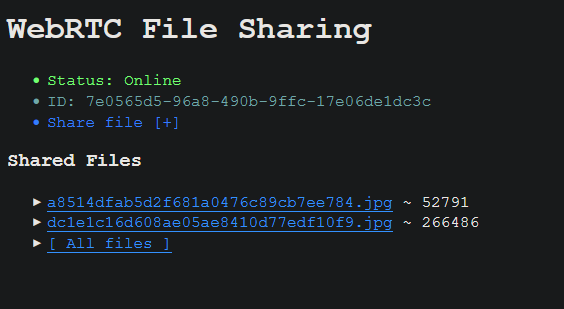 WebRTC File Sharing
• Status: Online
• ID: 7e0565d5-96a8-490b-9ffc-17e06de1dc3c
• Share file [+]
Shared Files
▶ a8514dfab5d2f681a0476c89cb7ee784.jpg ~ 52791
▶ dc1e1c16d608ae05ae8410d77edf10f9.jpg ~ 266486
▶ [ All files ]